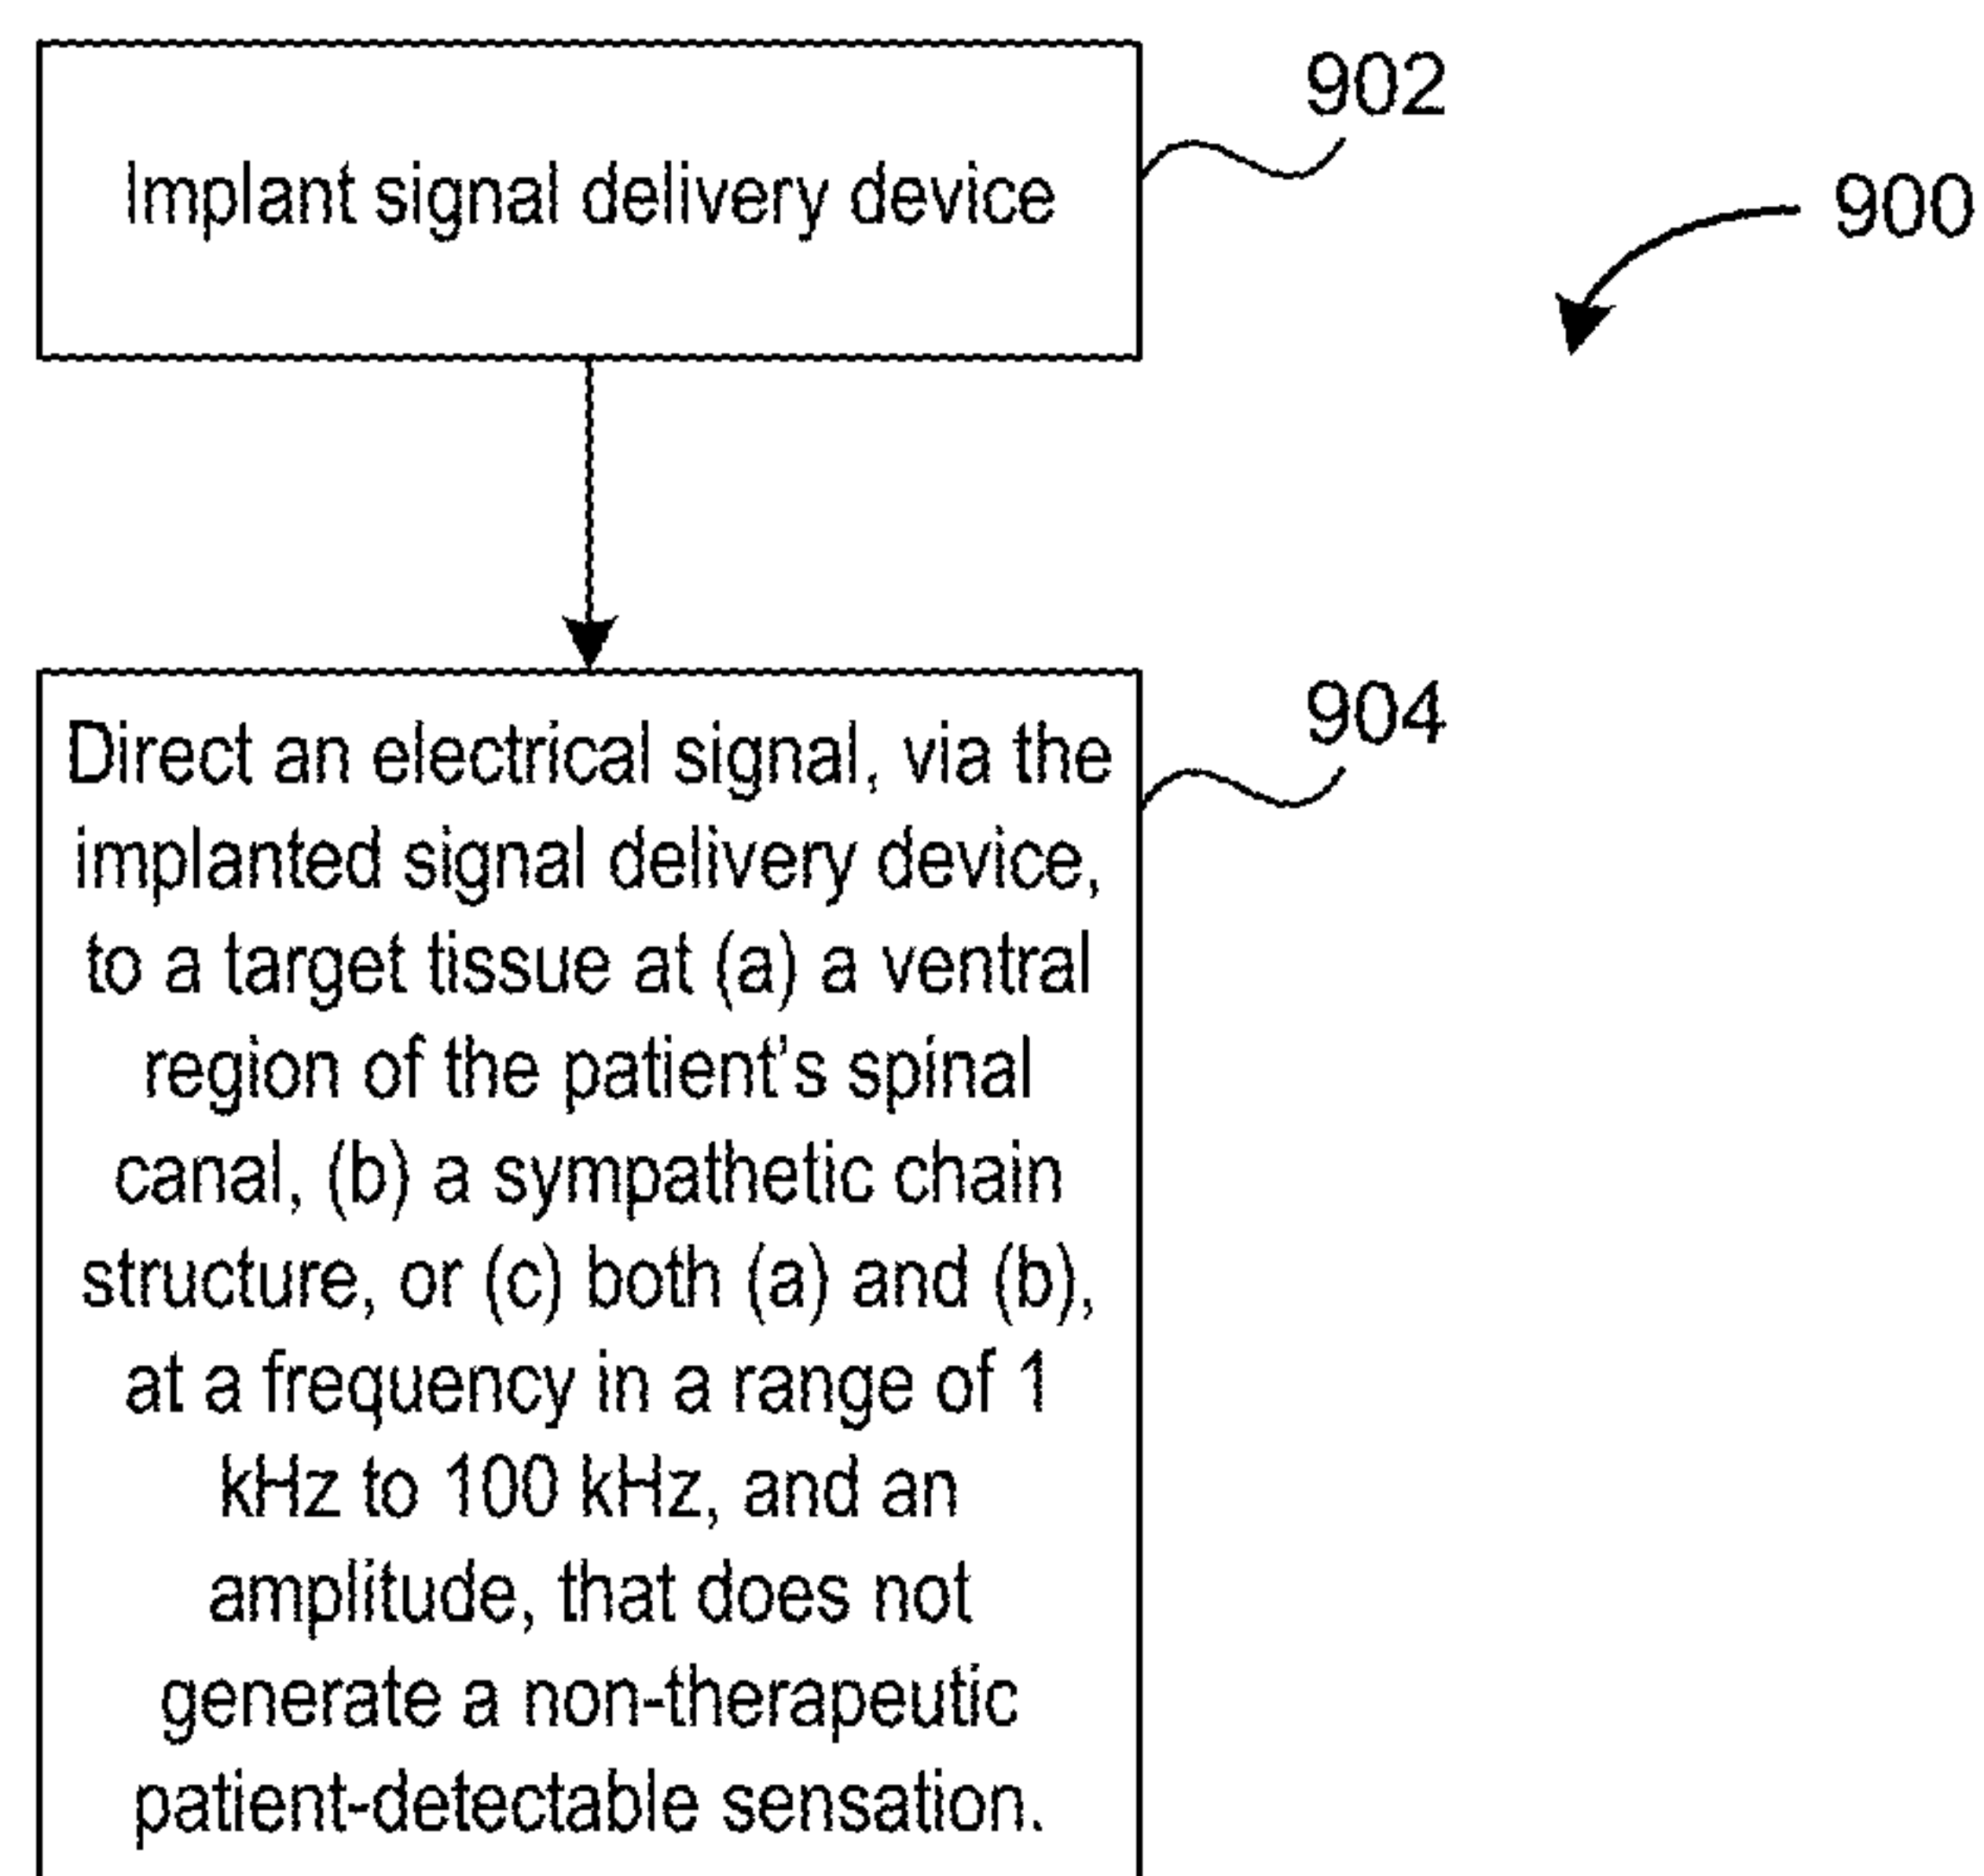 902
Implant signal delivery device
900
904
Direct an electrical signal, via the
implanted signal delivery device,
to a target tissue at (a) a ventral
region of the patient's spinal
canal, (b) a sympathetic chain
structure, or (c) both (a) and (b),
at a frequency in a range of 1
kHz to 100 kHz, and an
amplitude, that does not
generate a non-therapeutic
patient-detectable sensation.